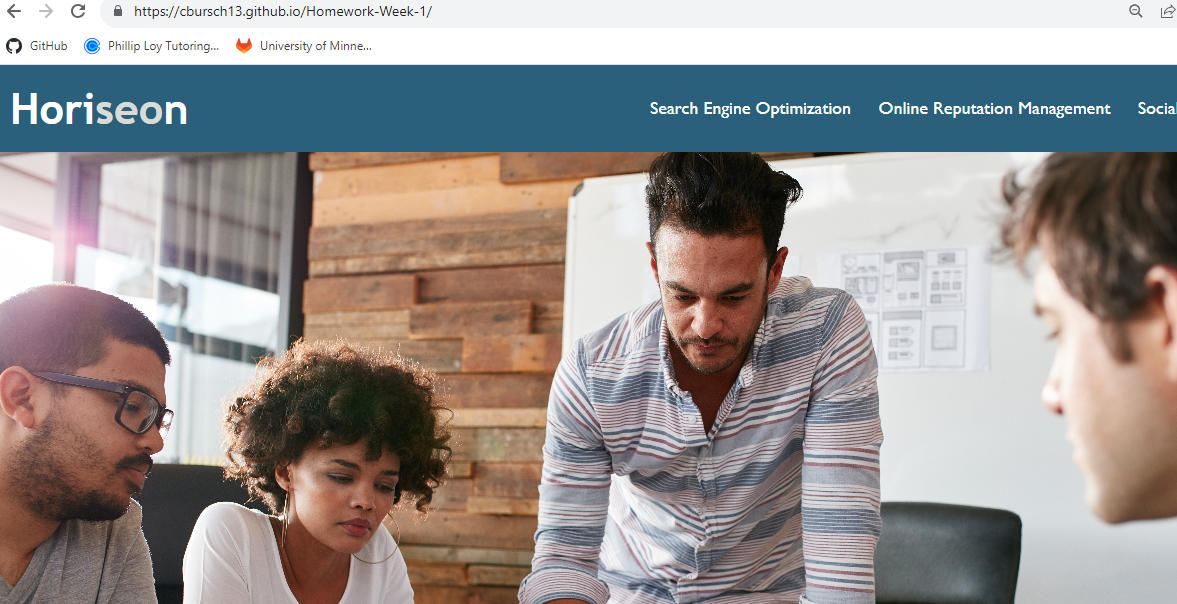 https://cbursch13.github.io/Homework-Week-1/
GitHub Phillip Loy Tutoring... University of Minne...
Horiseon Search Engine Optimization Online Reputation Management Social